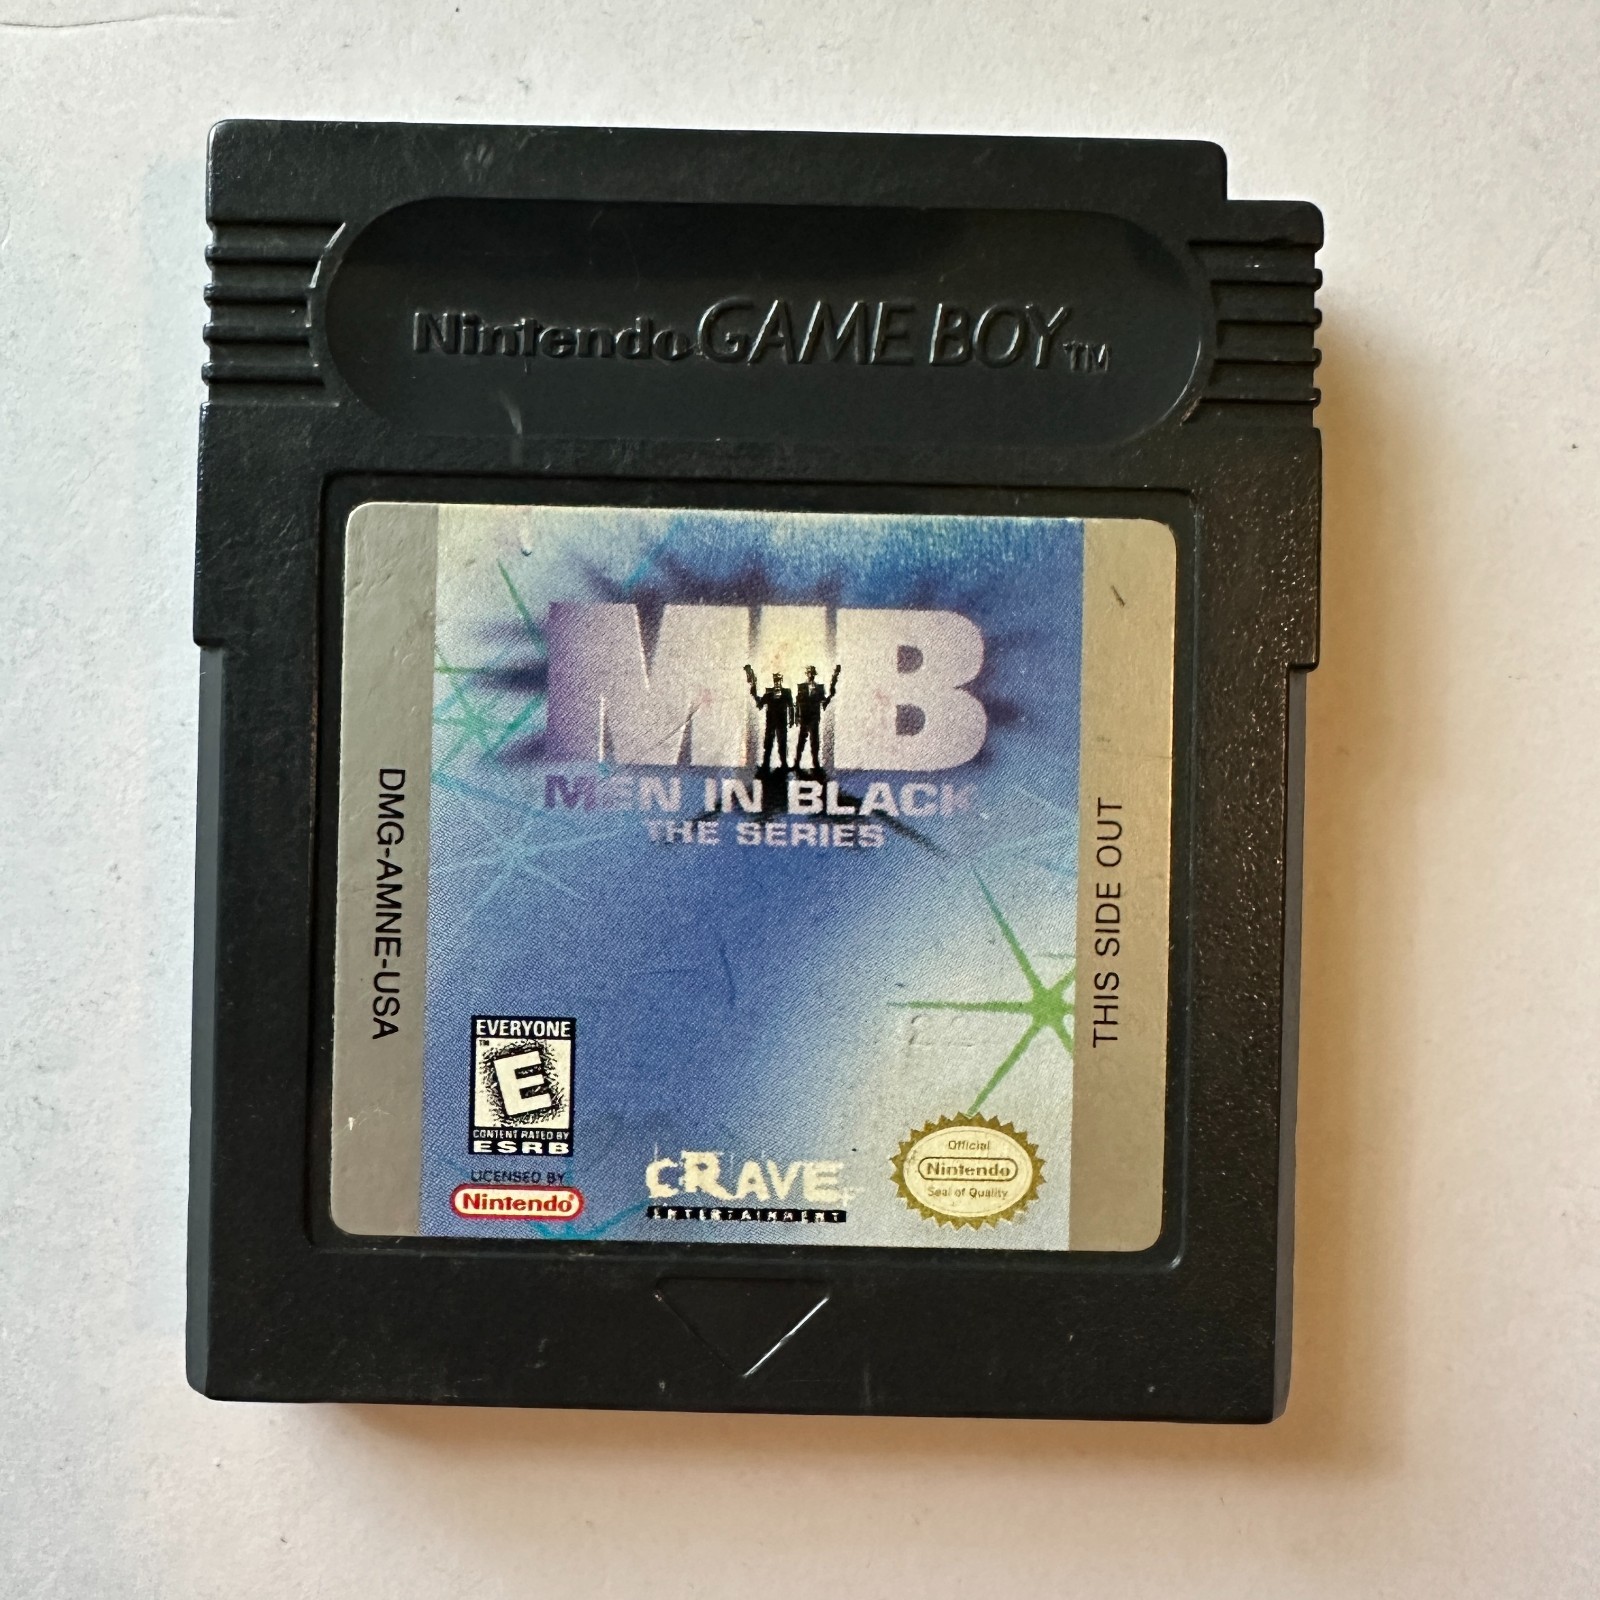 Nintendo GAME BOY TM
MIB
MEN IN BLACK
THE SERIES
DMG-AMNE-USA
THIS SIDE OUT
EVERYONE
TM
E
CONTENT RATED BY
ESRB
LICENSED BY
Nintendo®
CRAVE
ENTERTAINMENT
Official
Nintendo
Seal of Quality